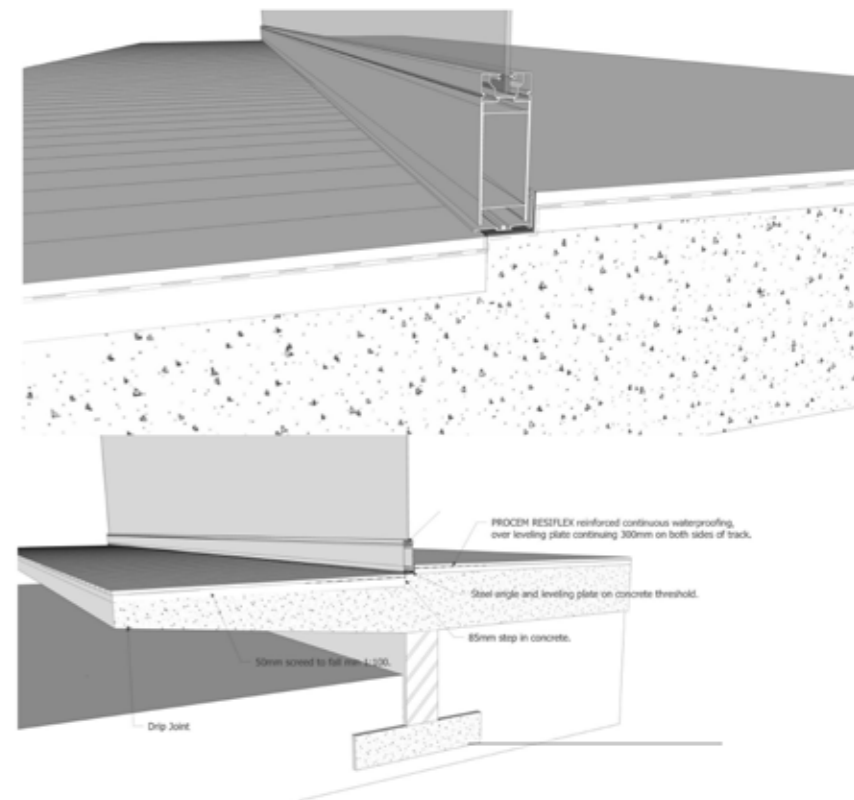 PROCEM RESIFLEX reinforced continuous waterproofing,
over leveling plate continuing 300mm on both sides of track.
Steel angle and leveling plate on concrete threshold.
85mm step in concrete.
50mm screed to fall min 1:100.
Drip Joint